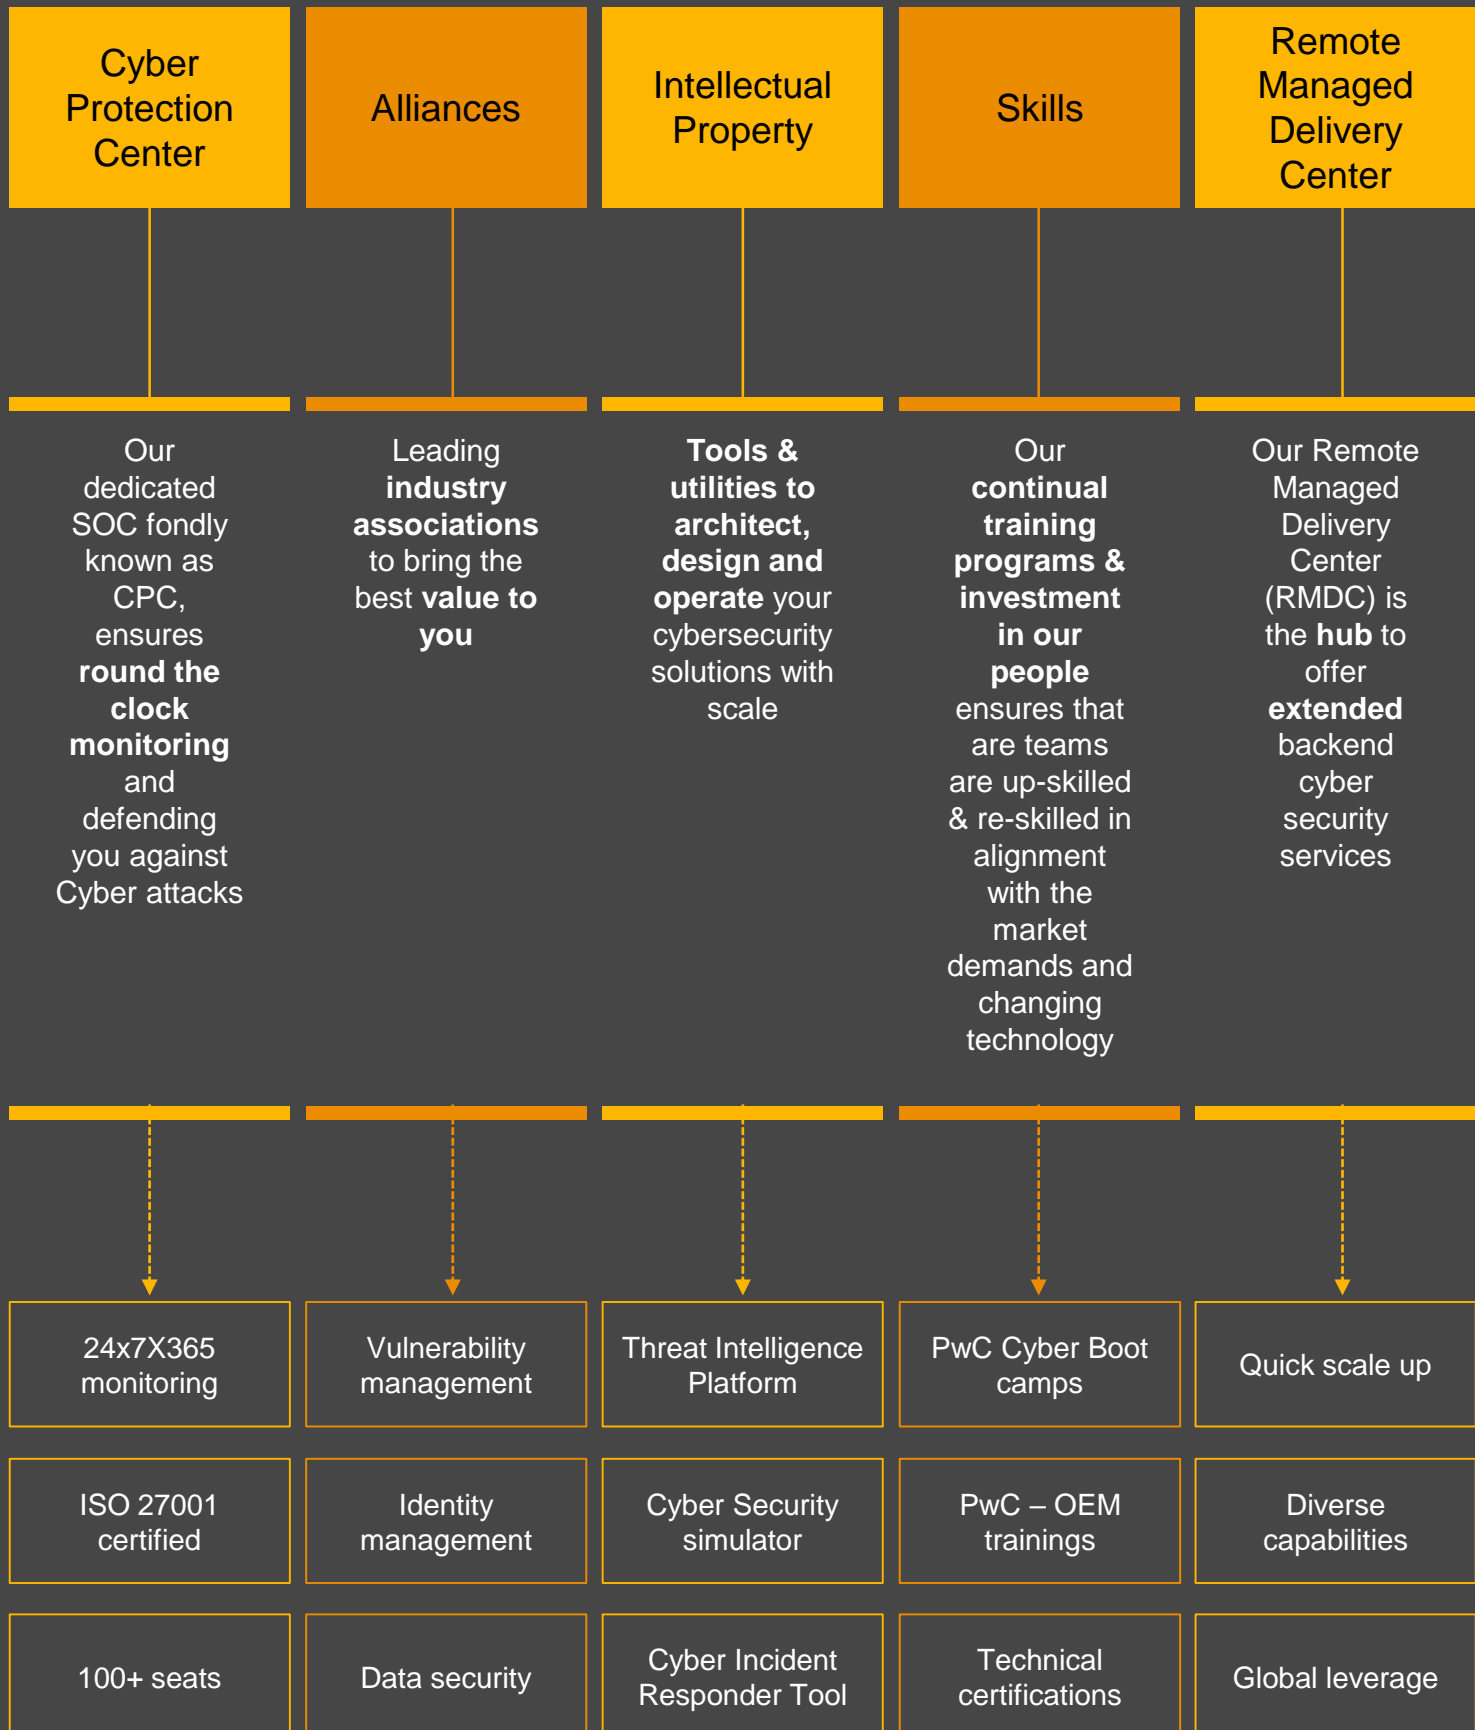 Cyber
Protection
Center
Alliances
Intellectual
Property
Skills
Remote
Managed
Delivery
Center
Our
dedicated
SOC fondly
known as
CPC,
ensures
round the
clock
monitoring
and
defending
you against
Cyber attacks
Leading
industry
associations
to bring the
best value to
you
Tools &
utilities to
architect,
design and
operate your
cybersecurity
solutions with
scale
Our
continual
training
programs &
investment
in our
people
ensures that
are teams
are up-skilled
& re-skilled in
alignment
with the
market
demands and
changing
technology
Our Remote
Managed
Delivery
Center
(RMDC) is
the hub to
offer
extended
backend
cyber
security
services
24x7X365
monitoring
Vulnerability
management
Threat Intelligence
Platform
PwC Cyber Boot
camps
Quick scale up
ISO 27001
certified
Identity
management
Cyber Security
simulator
PwC – OEM
trainings
Diverse
capabilities
100+ seats
Data security
Cyber Incident
Responder Tool
Technical
certifications
Global leverage